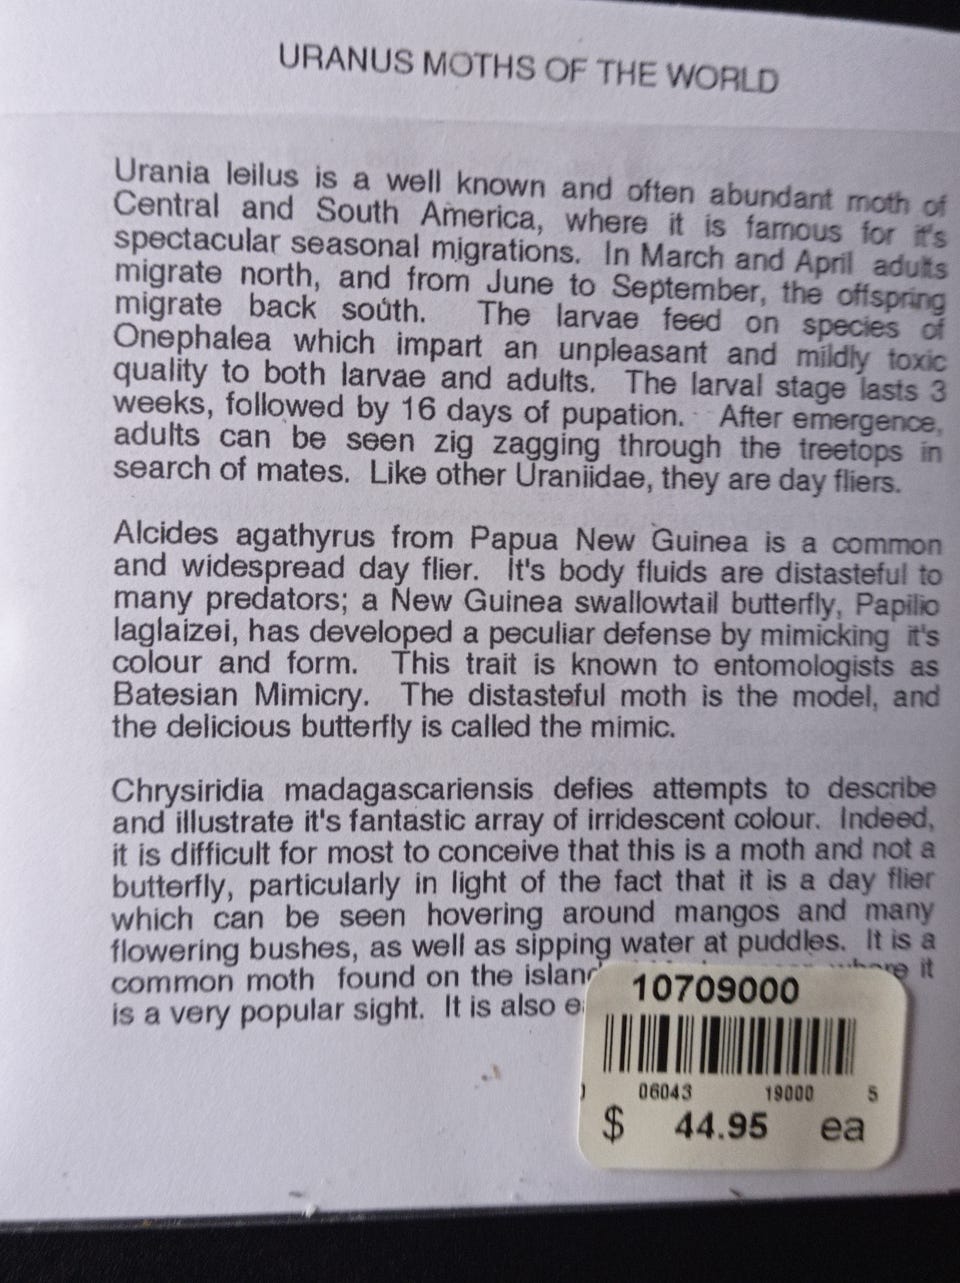 URANUS MOTHS OF THE WORLD
Urania leilus is a well known and often abundant moth of
Central and South America, where it is famous for it's
spectacular seasonal migrations. In March and April adults
migrate north, and from June to September, the offspring
migrate back south. The larvae feed on species of
Onephalea which impart an unpleasant and mildly toxic
quality to both larvae and adults. The larval stage lasts 3
weeks, followed by 16 days of pupation. After emergence,
adults can be seen zig zagging through the treetops in
search of mates. Like other Uraniidae, they are day fliers.
Alcides agathyrus from Papua New Guinea is a common
and widespread day flier. It's body fluids are distasteful to
many predators; a New Guinea swallowtail butterfly, Papilio
laglaizei, has developed a peculiar defense by mimicking it's
colour and form. This trait is known to entomologists as
Batesian Mimicry. The distasteful moth is the model, and
the delicious butterfly is called the mimic.
Chrysiridia madagascariensis defies attempts to describe
and illustrate it's fantastic array of irridescent colour. Indeed,
it is difficult for most to conceive that this is a moth and not a
butterfly, particularly in light of the fact that it is a day flier
which can be seen hovering around mangos and many
flowering bushes, as well as sipping water at puddles. It is a
common moth found on the island where it
is a very popular sight. It is also
10709000
06043 19000 5
$ 44.95 ea